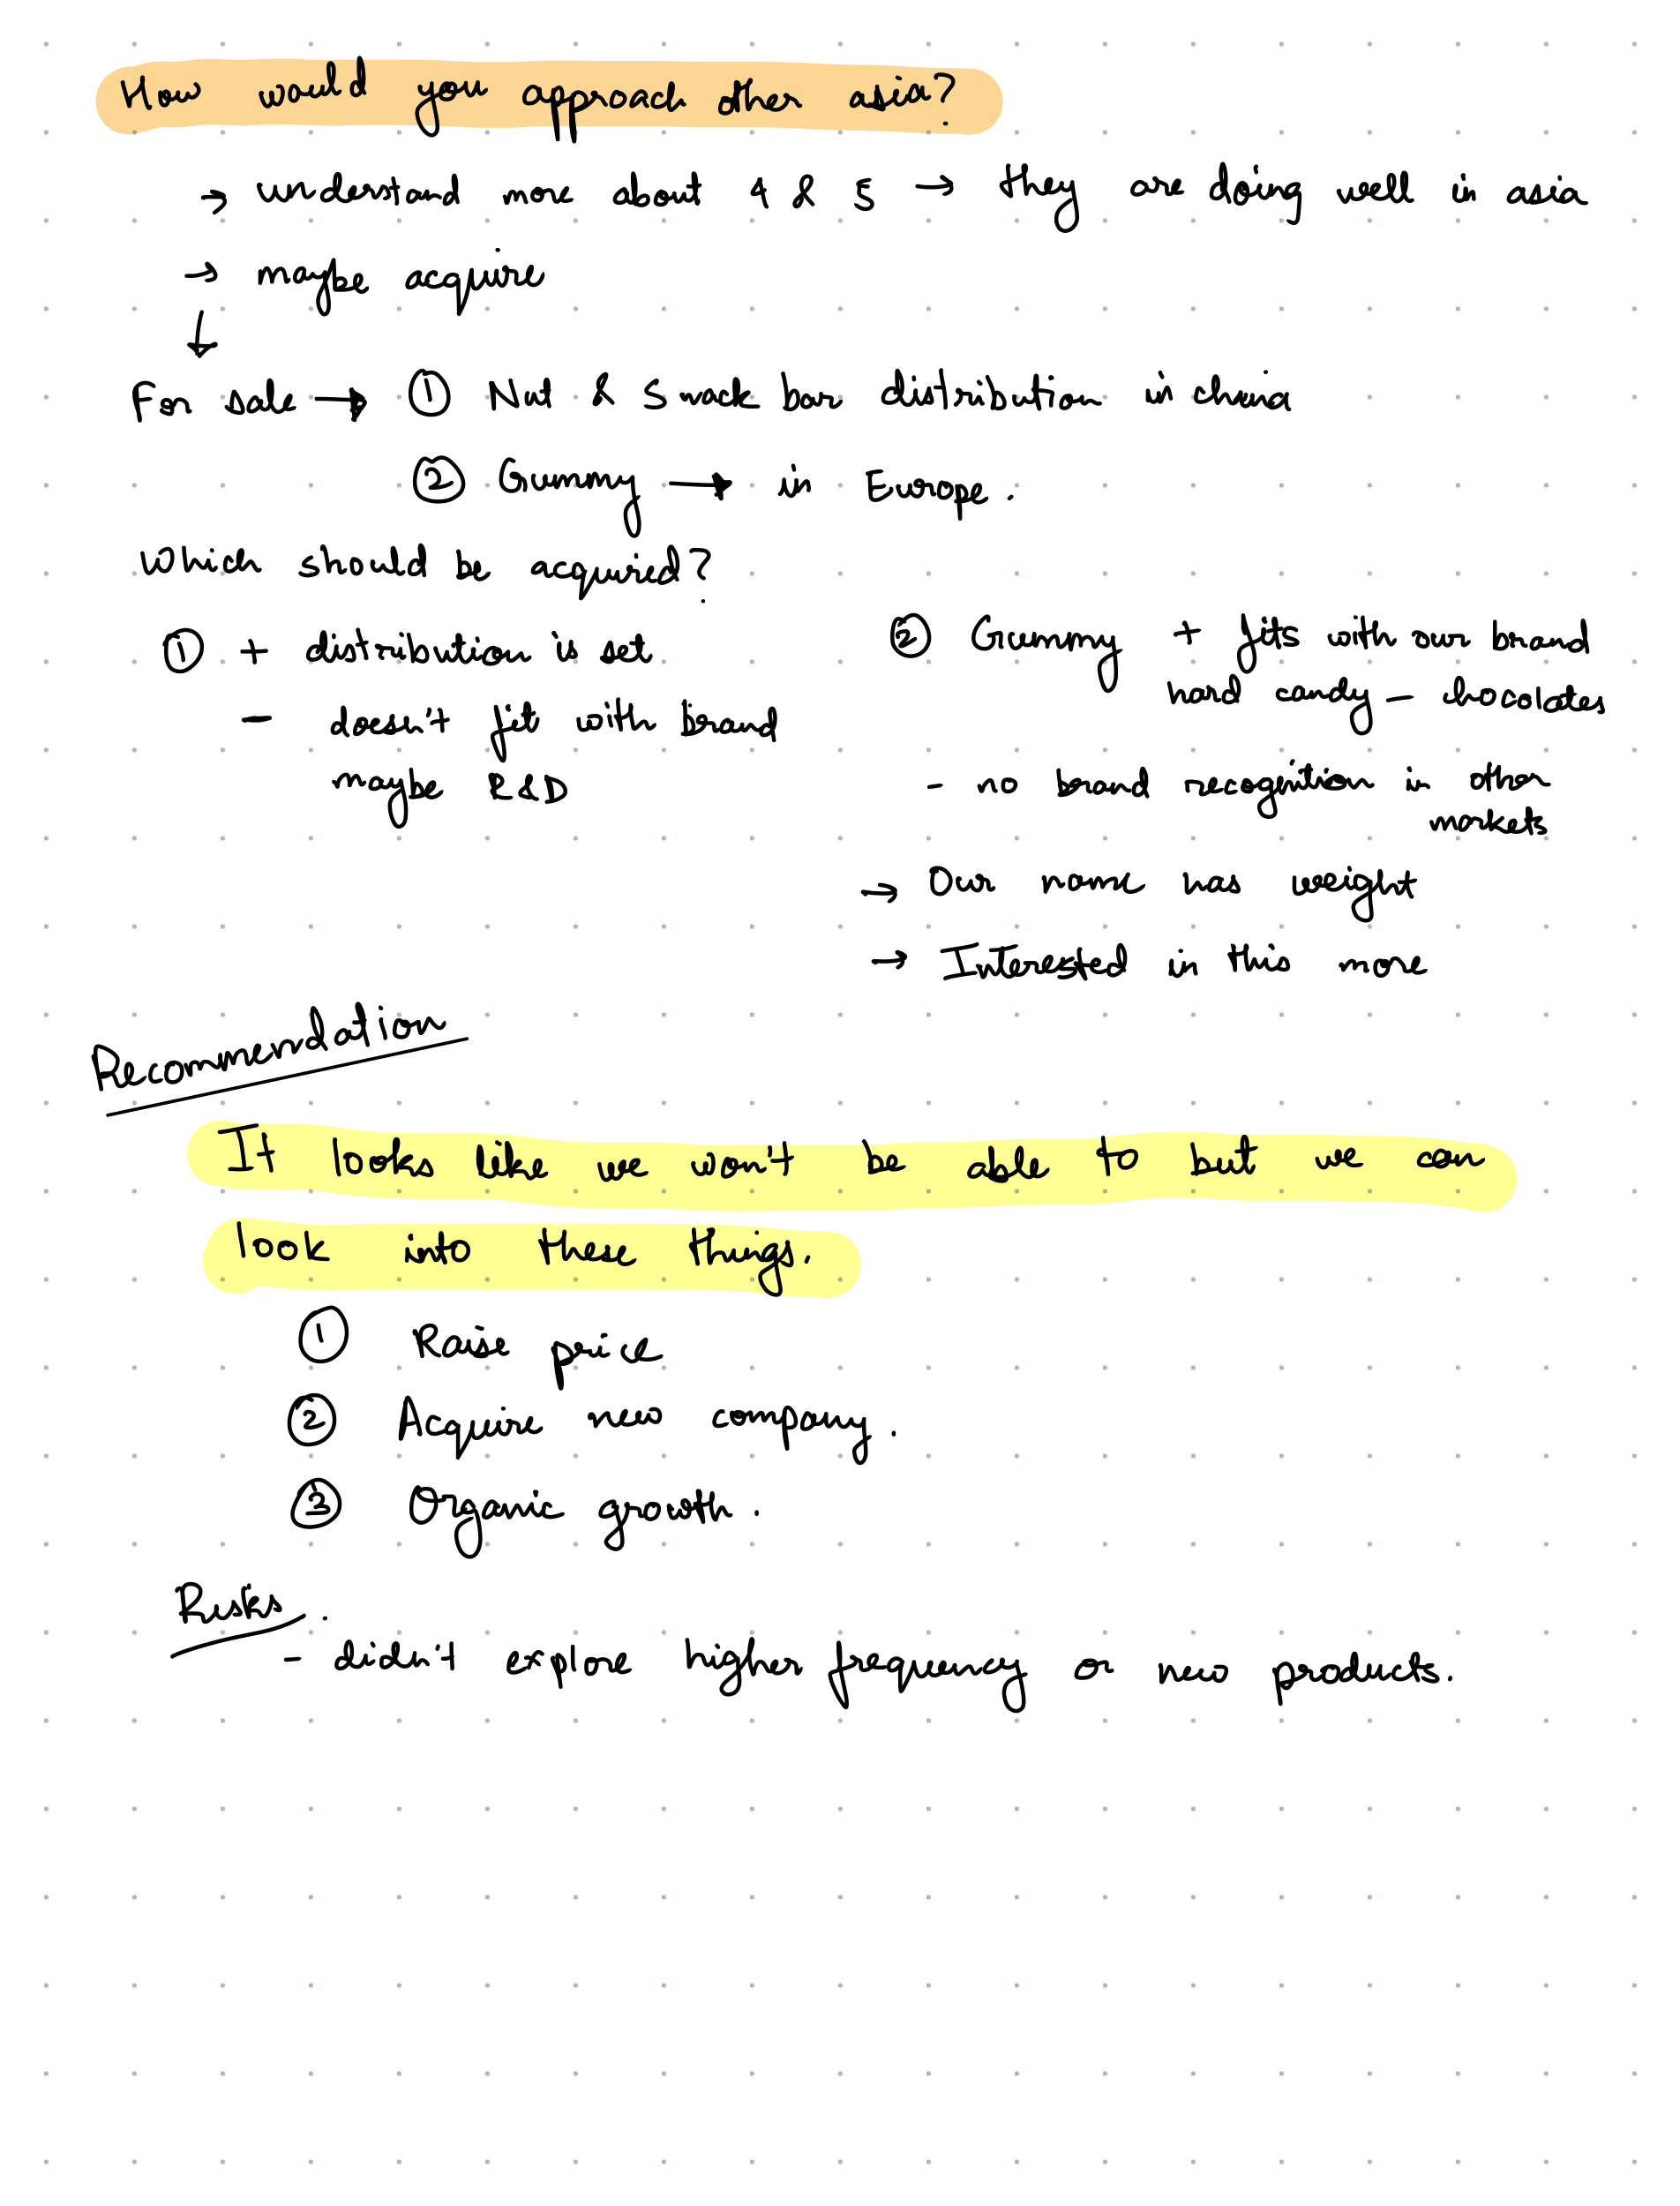 How would you approach other asia?
→ understand more about 4 & 5 → they are doing well in asia
→ maybe acquire
↓
For sale → ① Nut & Snack bar distribution in china
② Gummy → in Europe.
Which should be acquired?
① + distribution is set
- doesn't fit with brand
maybe R&D
② Gummy + fits with our brand
hard candy - chocolates
- no brand recognition in other
markets
→ Our name has weight
→ Interested in this more
Recommendation
It looks like we won't be able to but we can
look into these things.
① Raise price
② Acquire new company.
③ Organic growth.
Risks.
- didn't explore higher frequency or new products.